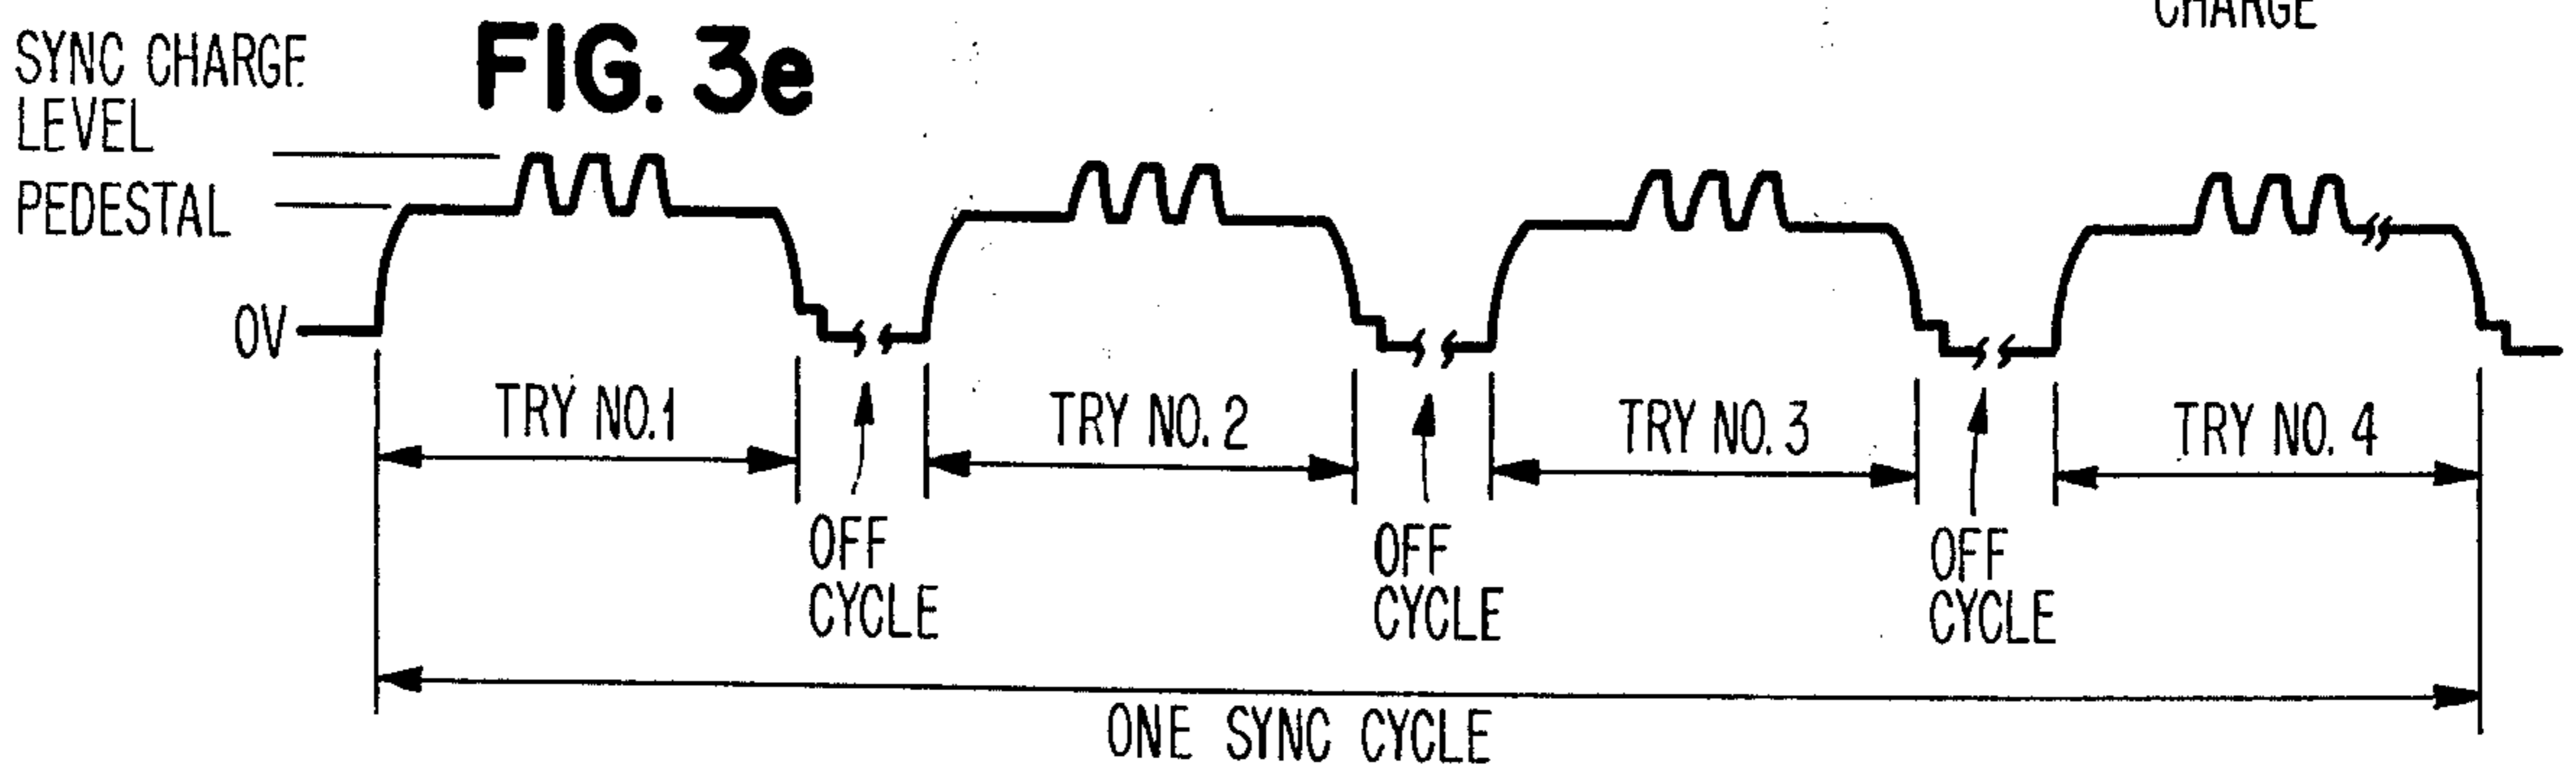 CHARGE
SYNC CHARGE
LEVEL
FIG. 3e
PEDESTAL
0V
TRY NO.1
TRY NO. 2
TRY NO. 3
TRY NO. 4
OFF
CYCLE
OFF
CYCLE
OFF
CYCLE
ONE SYNC CYCLE